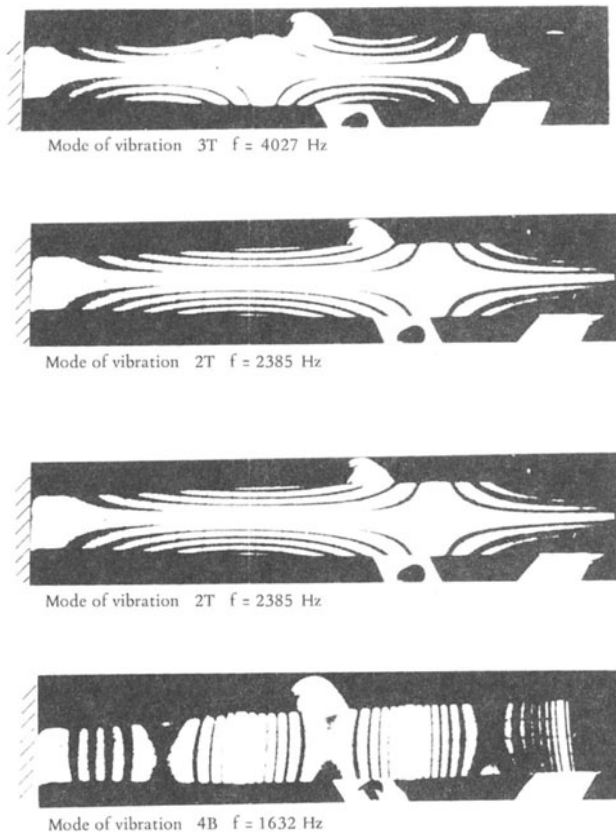 Mode of vibration 3T f = 4027 Hz
Mode of vibration 2T f = 2385 Hz
Mode of vibration 2T f = 2385 Hz
Mode of vibration 4B f = 1632 Hz